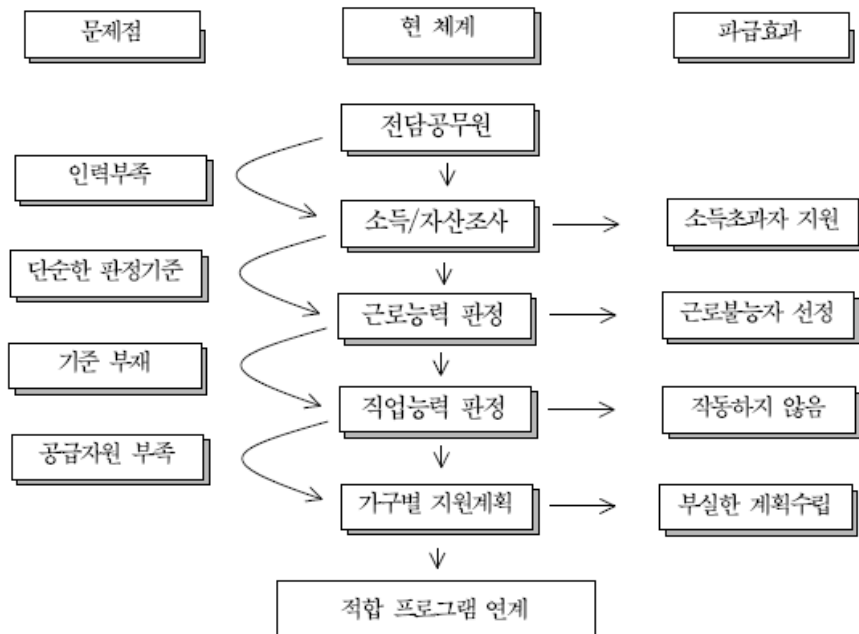 문제점
현 체계
파급효과
전담공무원
인력부족
소득/자산조사
소득초과자 지원
단순한 판정기준
근로능력 판정
근로불능자 선정
기준 부재
직업능력 판정
작동하지 않음
공급자원 부족
가구별 지원계획
부실한 계획수립
적합 프로그램 연계